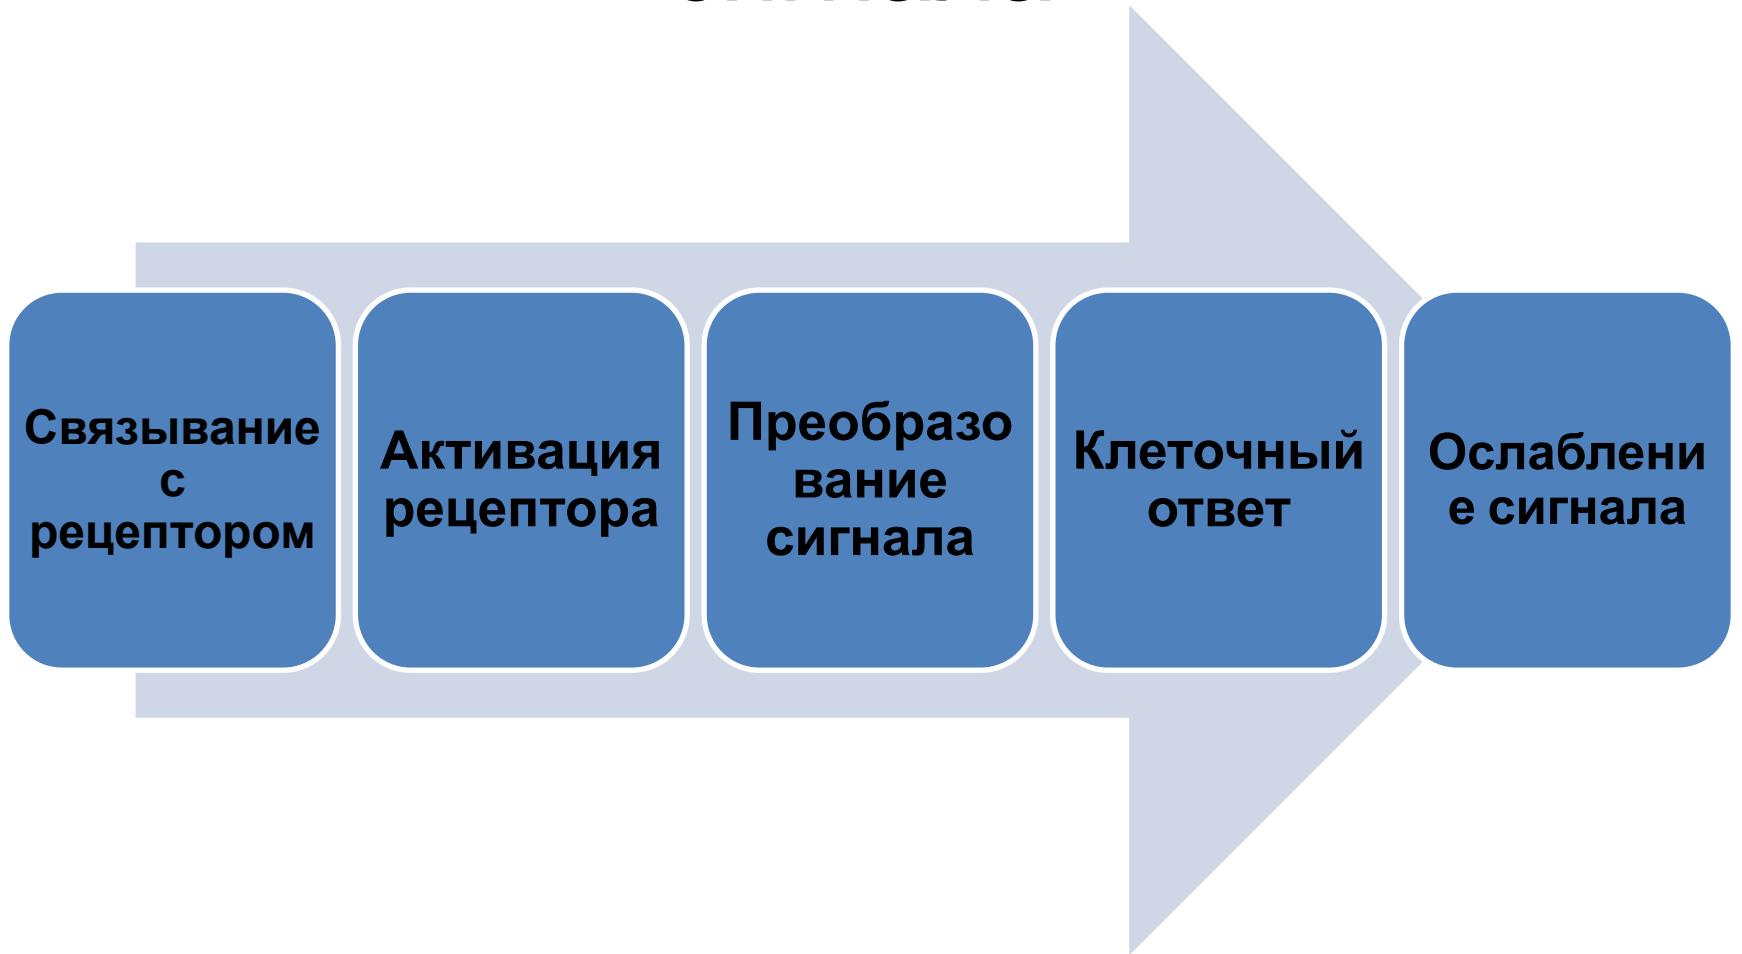 Связывание
с
рецептором
Активация
рецептора
Преобразо
вание
сигнала
Клеточный
ответ
Ослаблени
е сигнала